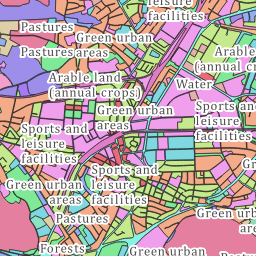 leisure
facilities
Pastures
Green urban
areas
Pastures
Arable
(annual crop
Arable land
(annual crops)
Water
Green urban
areas
Sports and
leisure
facilities
Sports and
leisure
facilities
Sports and
leisure
facilities
Green urban
areas
Pastures
Green urban
areas
Forests
Green urban